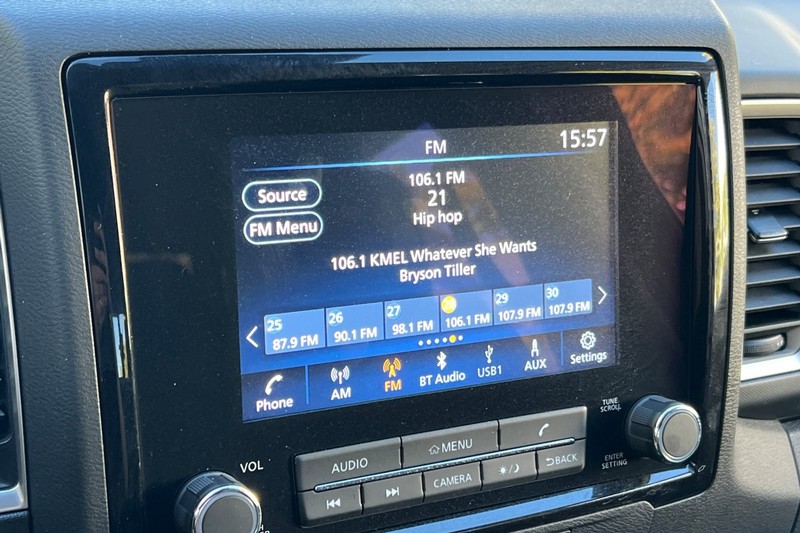 FM
15:57
Source
FM Menu
106.1 FM
21
Hip hop
106.1 KMEL Whatever She Wants
Bryson Tiller
25
87.9 FM
26
90.1 FM
27
98.1 FM
28
106.1 FM
29
107.9 FM
30
107.9 FM
Phone
AM
FM
BT Audio
USB1
AUX
Settings
AUDIO
MENU
CAMERA
BACK
VOL
TUNE
SCROLL
ENTER
SETTING